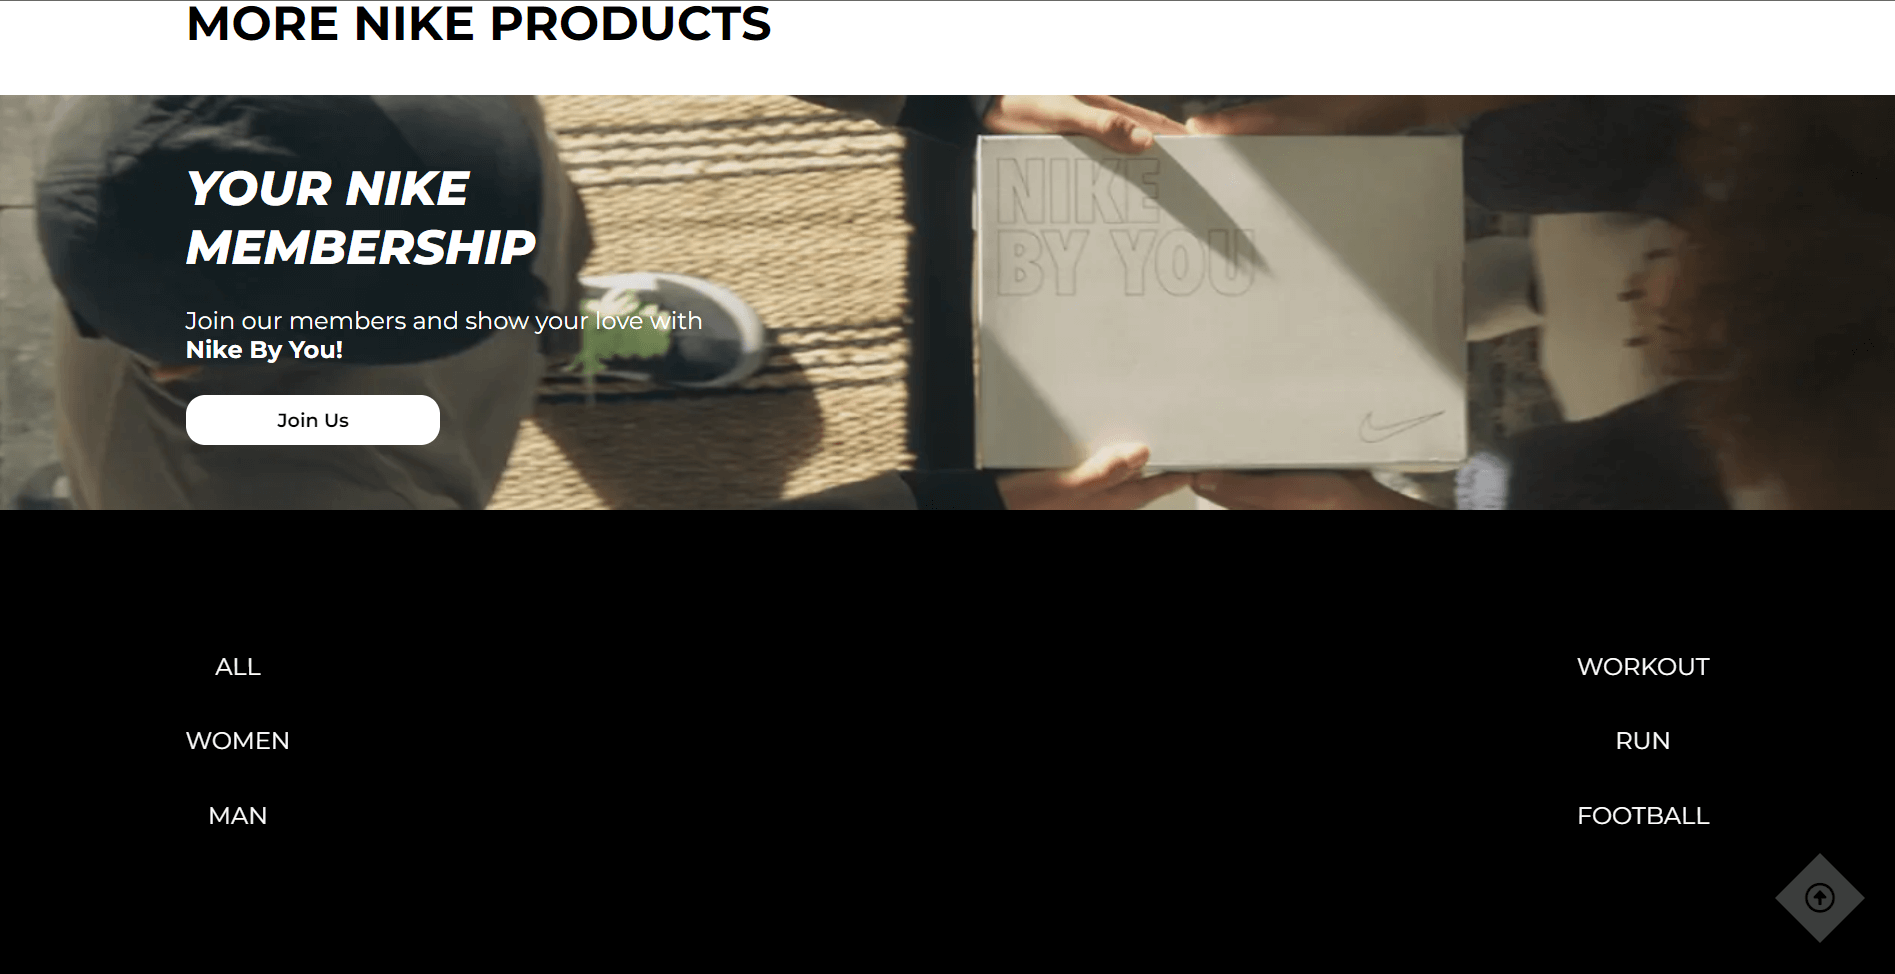 MORE NIKE PRODUCTS
YOUR NIKE
MEMBERSHIP
Join our members and show your love with
Nike By You!
Join Us
NIKE
BY YOU
ALL
WOMEN
MAN
WORKOUT
RUN
FOOTBALL